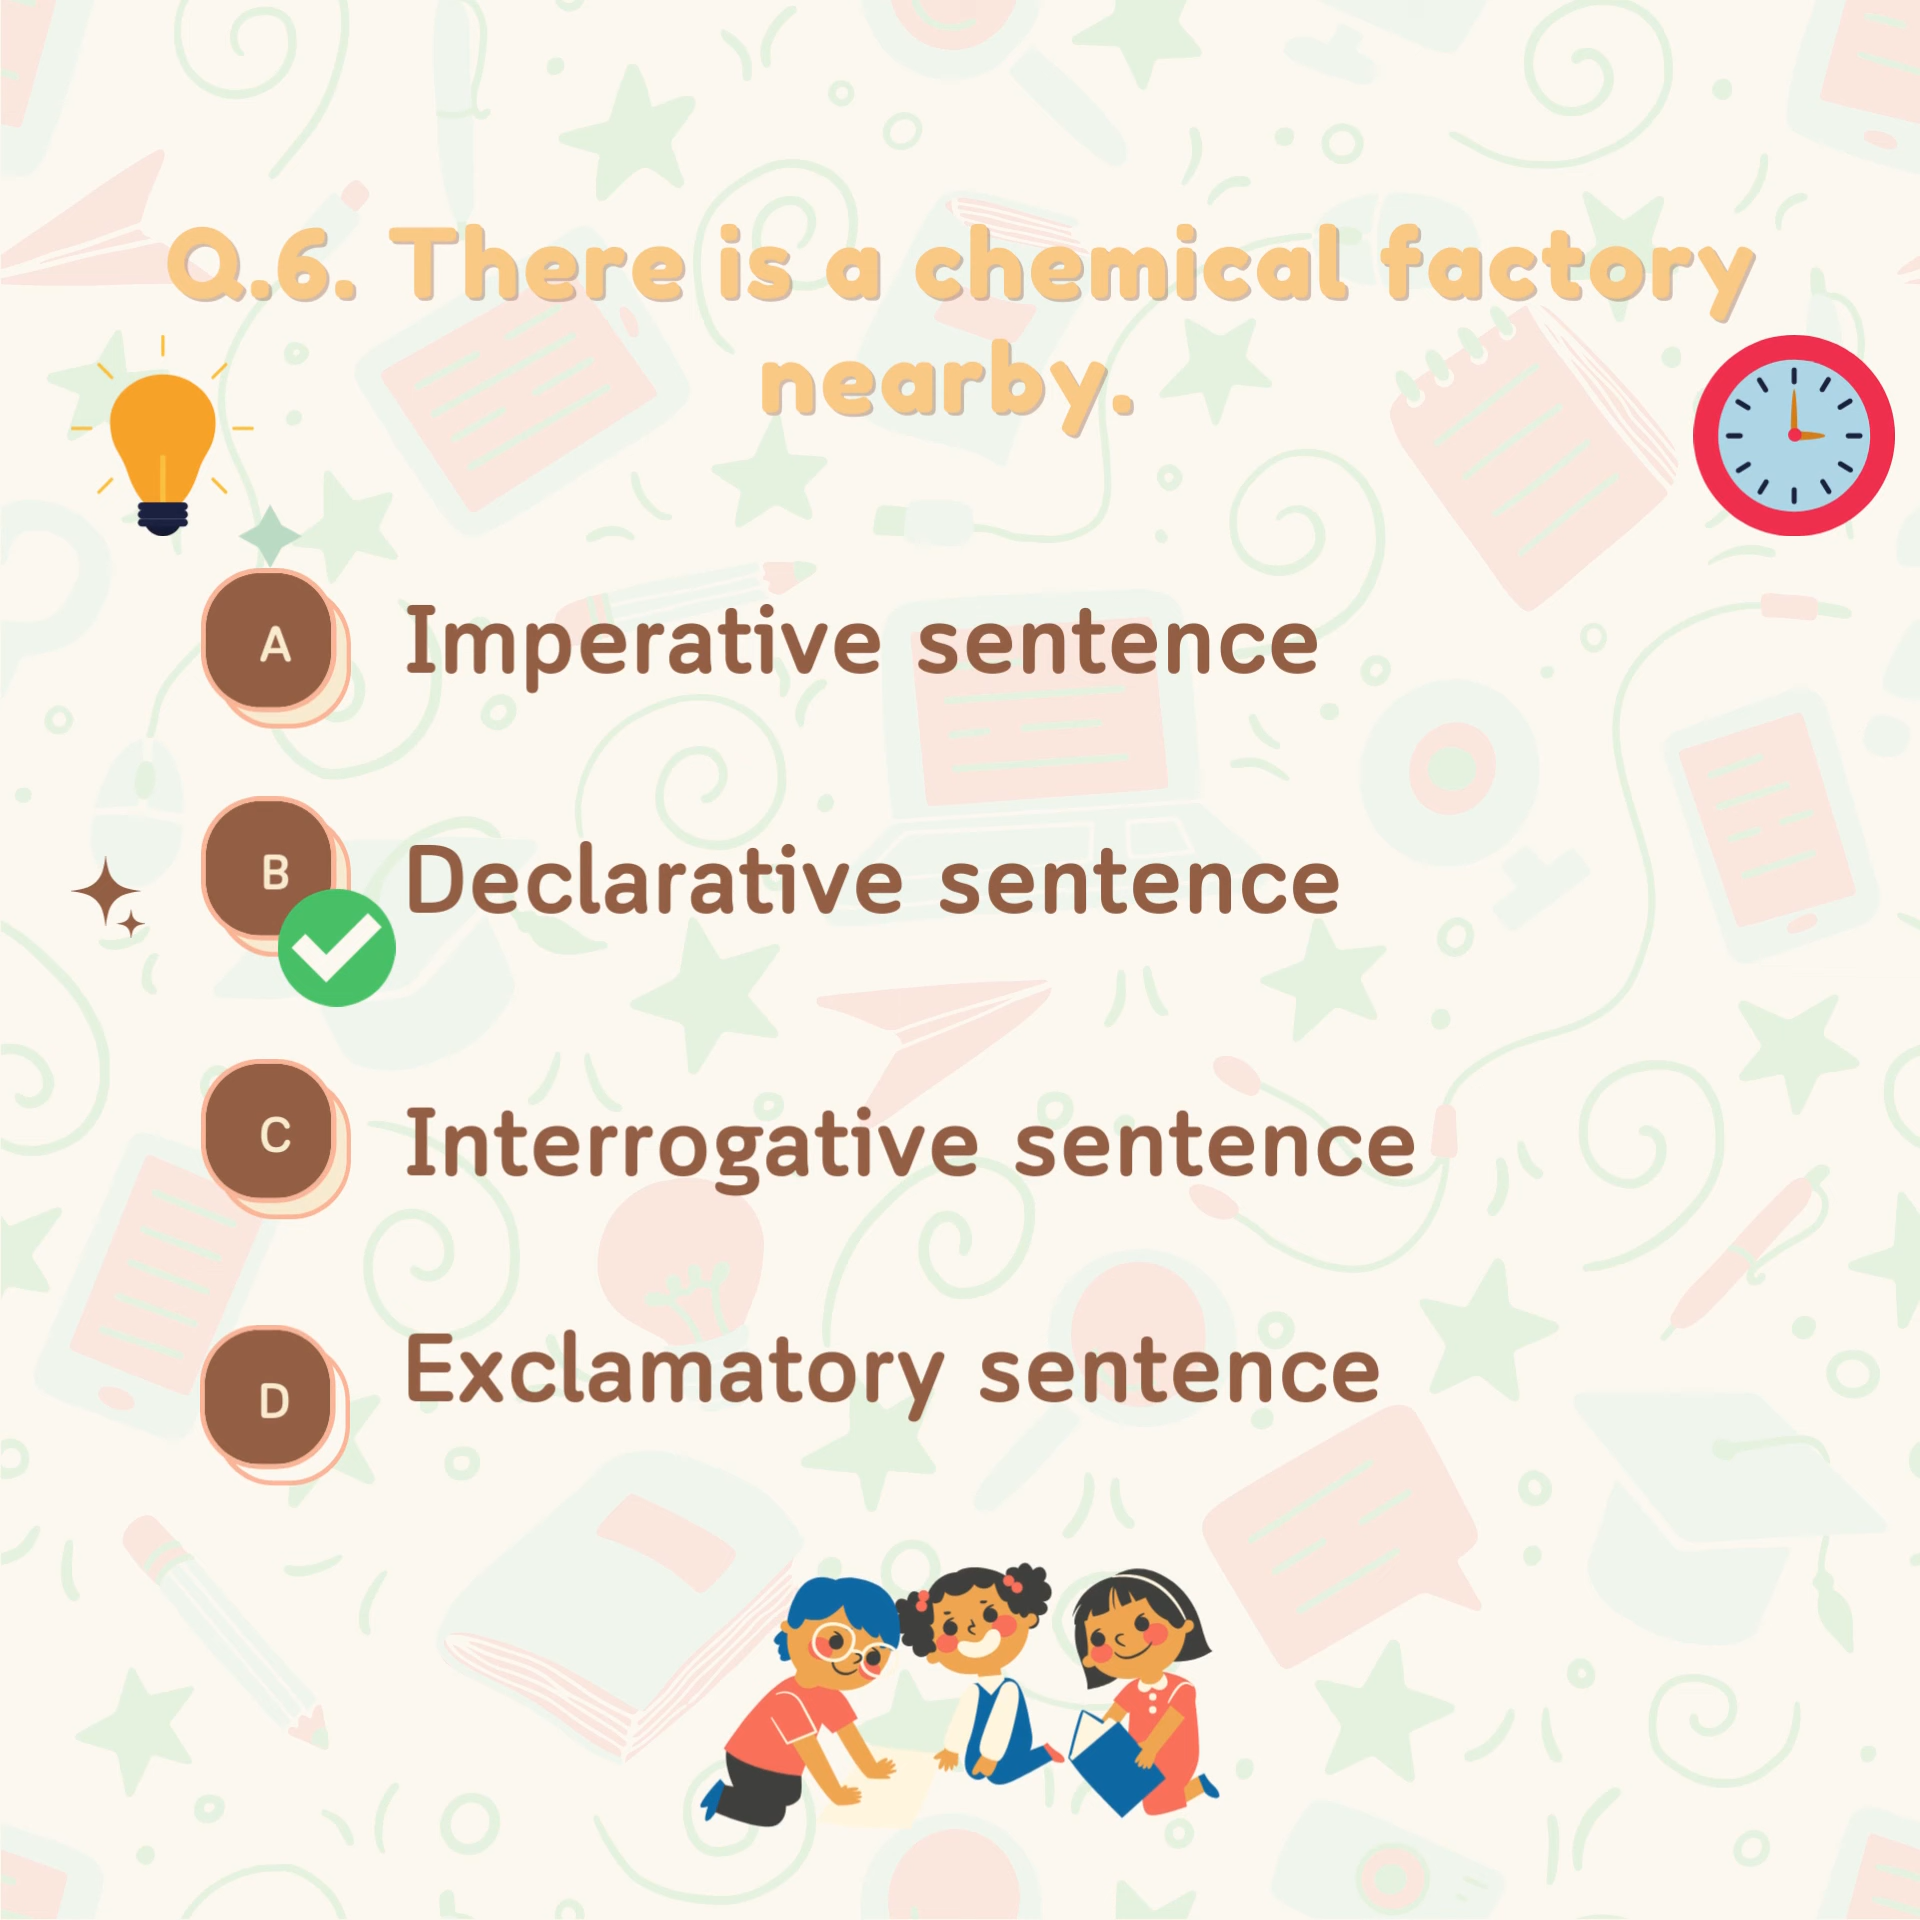 Q.6. There is a chemical factory
nearby.
A
Imperative sentence
B
Declarative sentence
C
Interrogative sentence
D
Exclamatory sentence